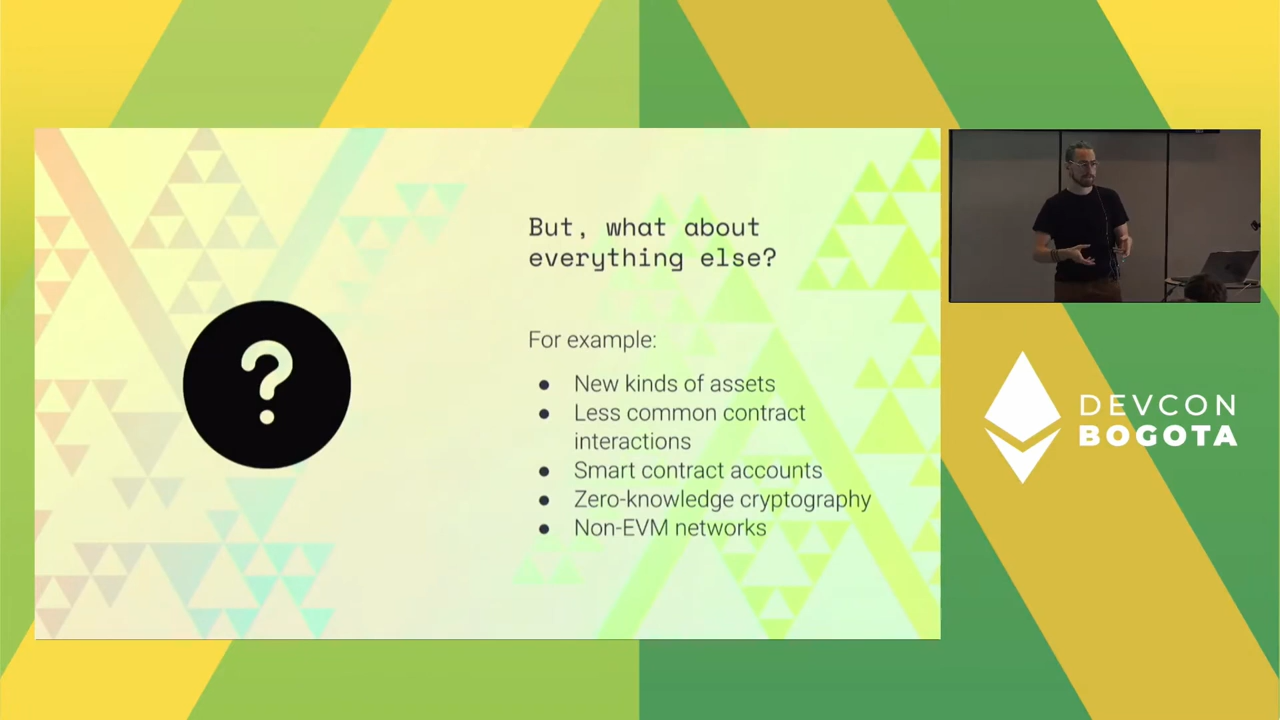 But, what about
everything else?
For example:
● New kinds of assets
● Less common contract
interactions
● Smart contract accounts
● Zero-knowledge cryptography
● Non-EVM networks
DEVCON
BOGOTA